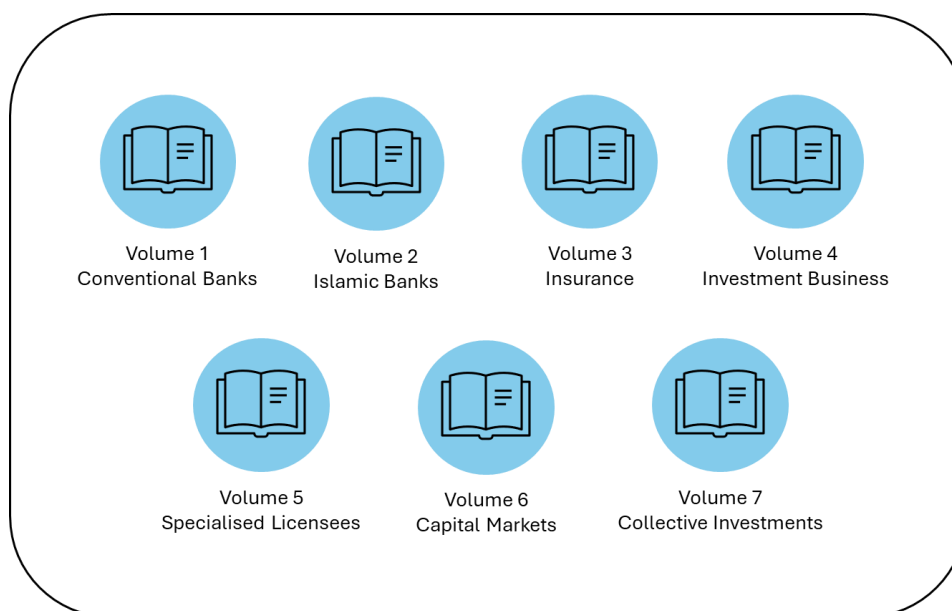 Volume 1
Conventional Banks
Volume 2
Islamic Banks
Volume 3
Insurance
Volume 4
Investment Business
Volume 5
Specialised Licensees
Volume 6
Capital Markets
Volume 7
Collective Investments